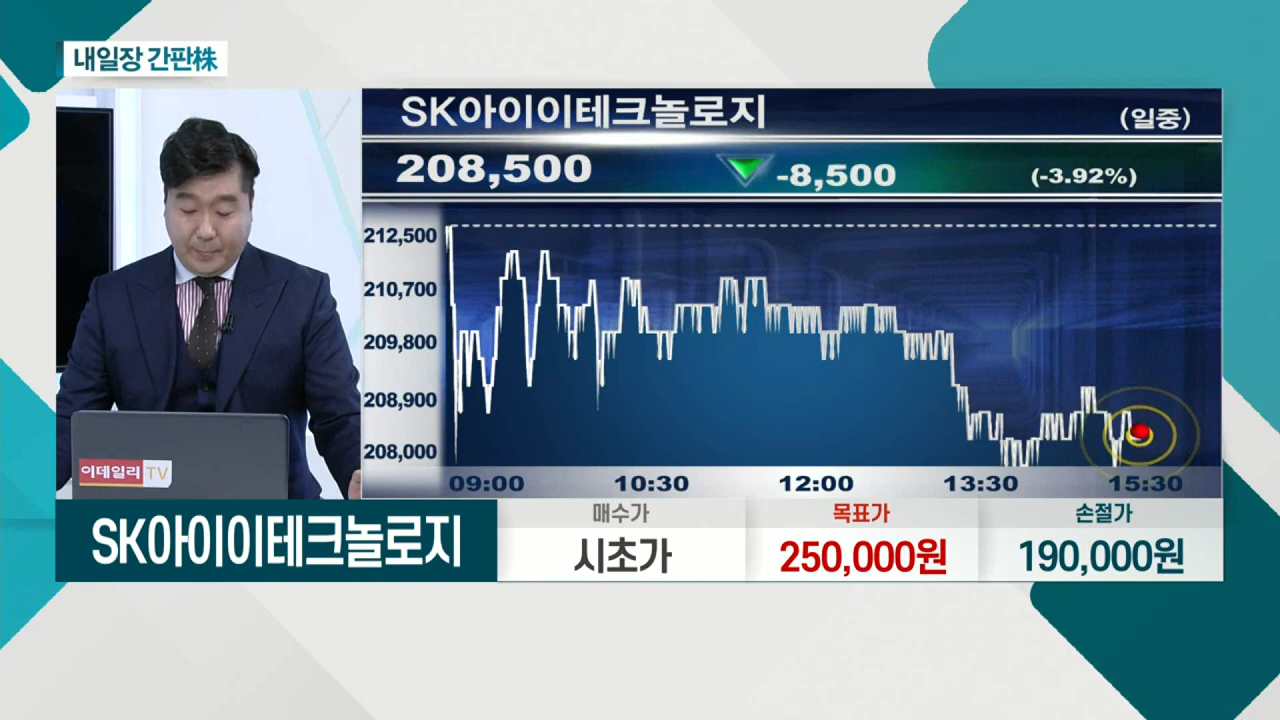 내일장 간판株
SK아이이테크놀로지
(일중)
208,500 ▼ -8,500 (-3.92%)
212,500
210,700
209,800
208,900
208,000
09:00 10:30 12:00 13:30 15:30
이데일리TV
SK아이이테크놀로지
매수가
시초가
목표가
250,000원
손절가
190,000원